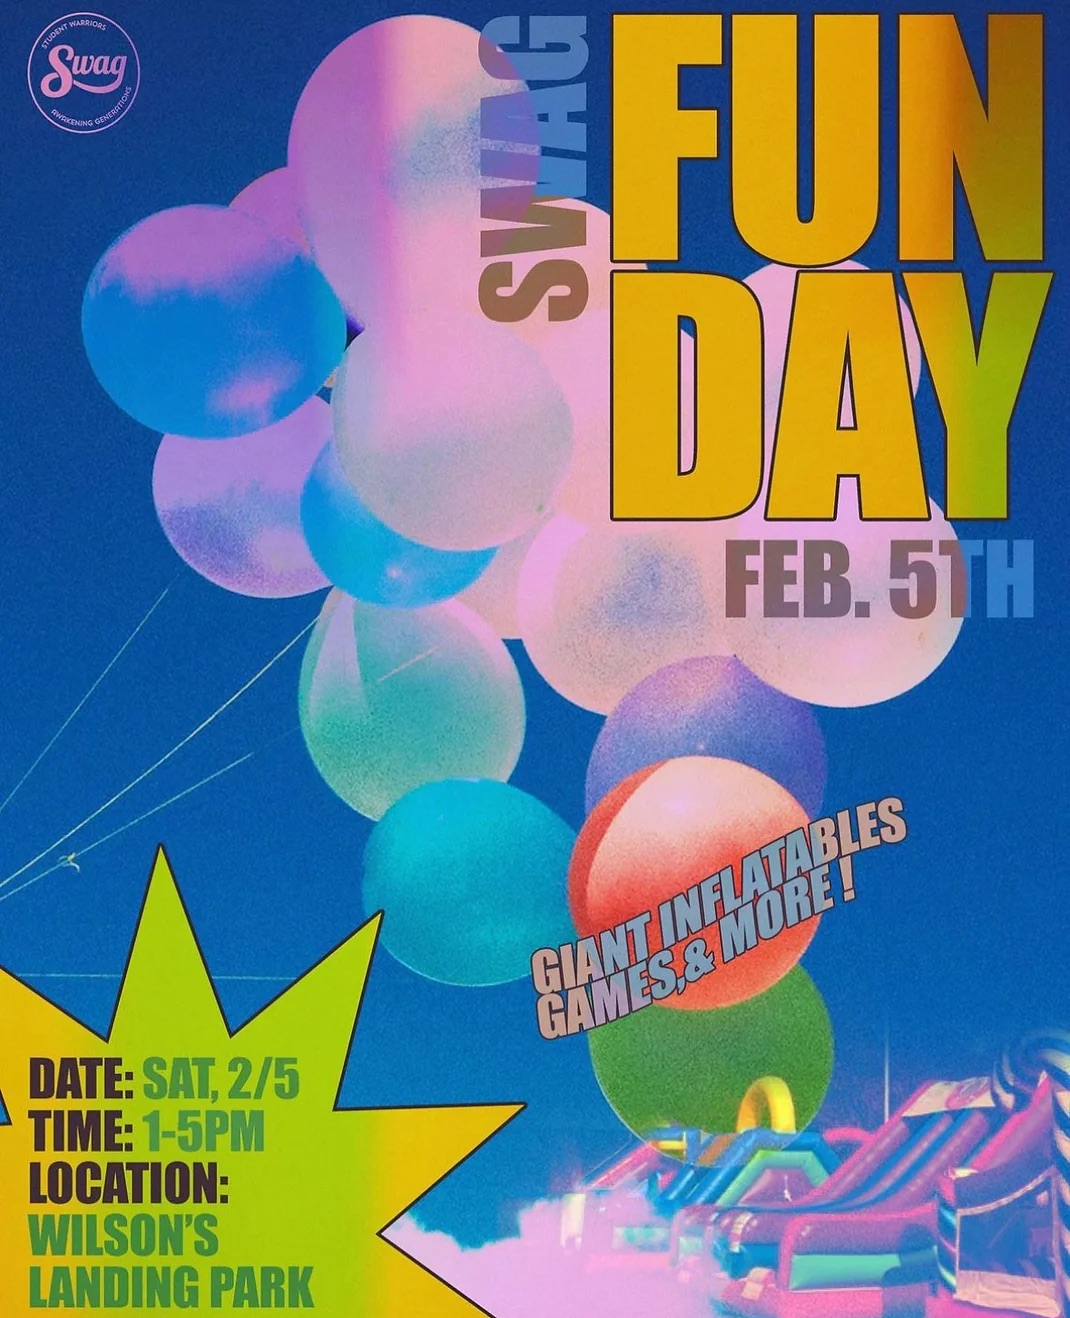 STUDENT WARRIORS
Swag
AWAKENING GENERATIONS
SWAG
FUN
DAY
FEB. 5TH
GIANT INFLATABLES
GAMES,& MORE !
DATE: SAT, 2/5
TIME: 1-5PM
LOCATION:
WILSON'S
LANDING PARK